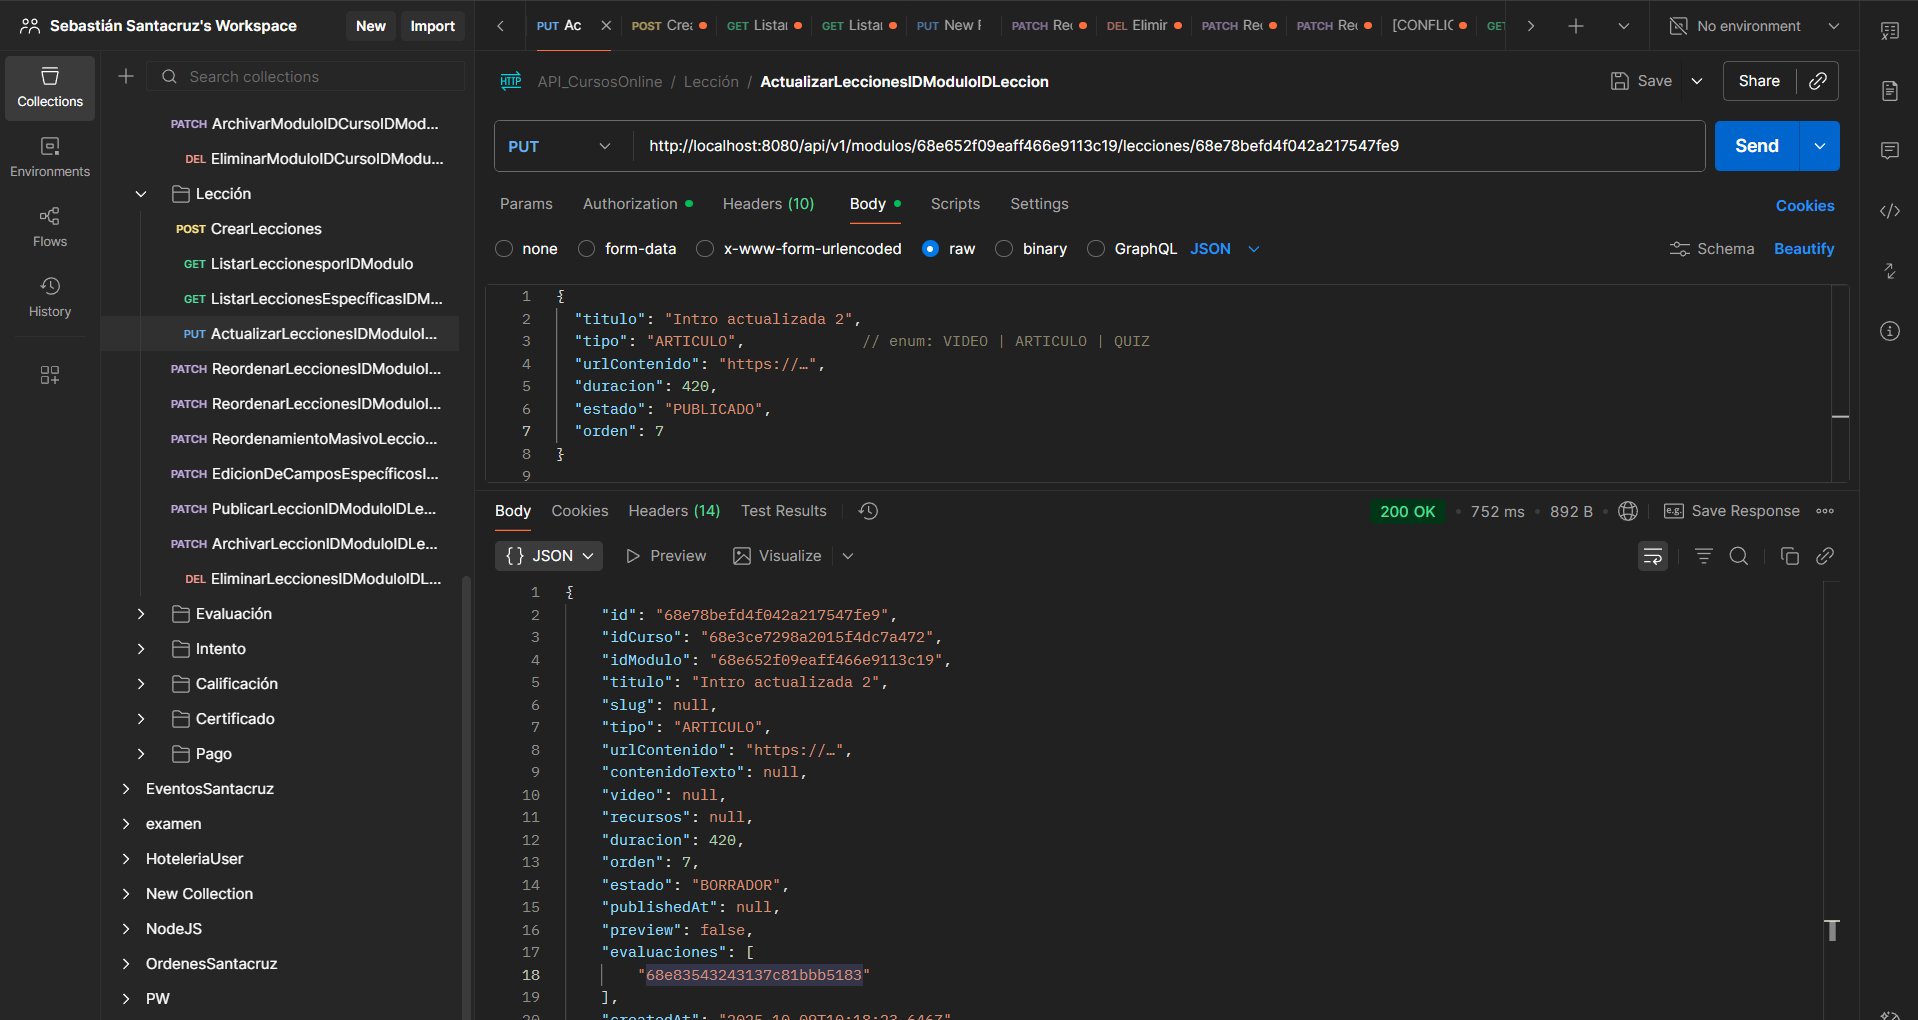 Sebastián Santacruz's Workspace
New
Import
PUT Ac
POST Cre
GET Lista
GET Lista
PUT New
PATCH Re
DEL Elimir
PATCH Re
PATCH Re
[CONFLIC
GET
No environment
Collections
Environments
Flows
History
Search collections
PATCH ArchivarModuloIDCursoIDMod...
DEL EliminarModuloIDCursoIDModu...
Lección
POST CrearLecciones
GET ListarLeccionesporIDModulo
GET ListarLeccionesEspecíficasIDM...
PUT ActualizarLeccionesIDModuloI...
PATCH ReordenarLeccionesIDModuloI...
PATCH ReordenarLeccionesIDModuloI...
PATCH ReordenamientoMasivoLeccio...
PATCH EdicionDeCamposEspecíficosI...
PATCH PublicarLeccionIDModuloIDLe...
PATCH ArchivarLeccionIDModuloIDLe...
DEL EliminarLeccionesIDModuloIDL...
Evaluación
Intento
Calificación
Certificado
Pago
EventosSantacruz
examen
HoteleriaUser
New Collection
NodeJS
OrdenesSantacruz
PW
HTTP API_CursosOnline / Lección / ActualizarLeccionesIDModuloIDLeccion
Save
Share
PUT
http://localhost:8080/api/v1/modulos/68e652f09eaff466e9113c19/lecciones/68e78befd4f042a217547fe9
Send
Params
Authorization
Headers (10)
Body
Scripts
Settings
Cookies
none
form-data
x-www-form-urlencoded
raw
binary
GraphQL
JSON
Schema
Beautify
1 {
2 "titulo": "Intro actualizada 2",
3 "tipo": "ARTICULO", // enum: VIDEO | ARTICULO | QUIZ
4 "urlContenido": "https://…",
5 "duracion": 420,
6 "estado": "PUBLICADO",
7 "orden": 7
8 }
9
Body
Cookies
Headers (14)
Test Results
200 OK
752 ms
892 B
e.g. Save Response
{} JSON
Preview
Visualize
1 {
2 "id": "68e78befd4f042a217547fe9",
3 "idCurso": "68e3ce7298a2015f4dc7a472",
4 "idModulo": "68e652f09eaff466e9113c19",
5 "titulo": "Intro actualizada 2",
6 "slug": null,
7 "tipo": "ARTICULO",
8 "urlContenido": "https://…",
9 "contenidoTexto": null,
10 "video": null,
11 "recursos": null,
12 "duracion": 420,
13 "orden": 7,
14 "estado": "BORRADOR",
15 "publishedAt": null,
16 "preview": false,
17 "evaluaciones": [
18 "68e83543243137c81bbb5183"
19 ],
20 "createdAt": "2025-10-09T10:18:23.646Z"